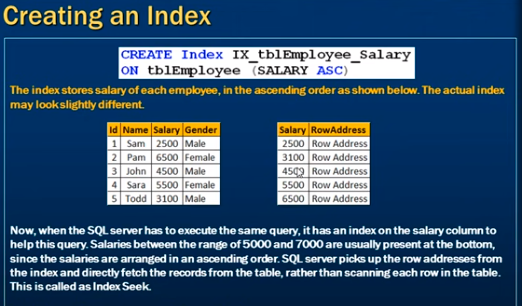 Creating an Index
CREATE Index IX_tblEmployee_Salary
ON tblEmployee (SALARY ASC)
The index stores salary of each employee, in the ascending order as shown below. The actual index
may look slightly different.
Id Name Salary Gender
1 Sam 2500 Male
2 Pam 6500 Female
3 John 4500 Male
4 Sara 5500 Female
5 Todd 3100 Male
Salary RowAddress
2500 Row Address
3100 Row Address
4500 Row Address
5500 Row Address
6500 Row Address
Now, when the SQL server has to execute the same query, it has an index on the salary column to
help this query. Salaries between the range of 5000 and 7000 are usually present at the bottom,
since the salaries are arranged in an ascending order. SQL server picks up the row addresses from
the index and directly fetch the records from the table, rather than scanning each row in the table.
This is called as Index Seek.